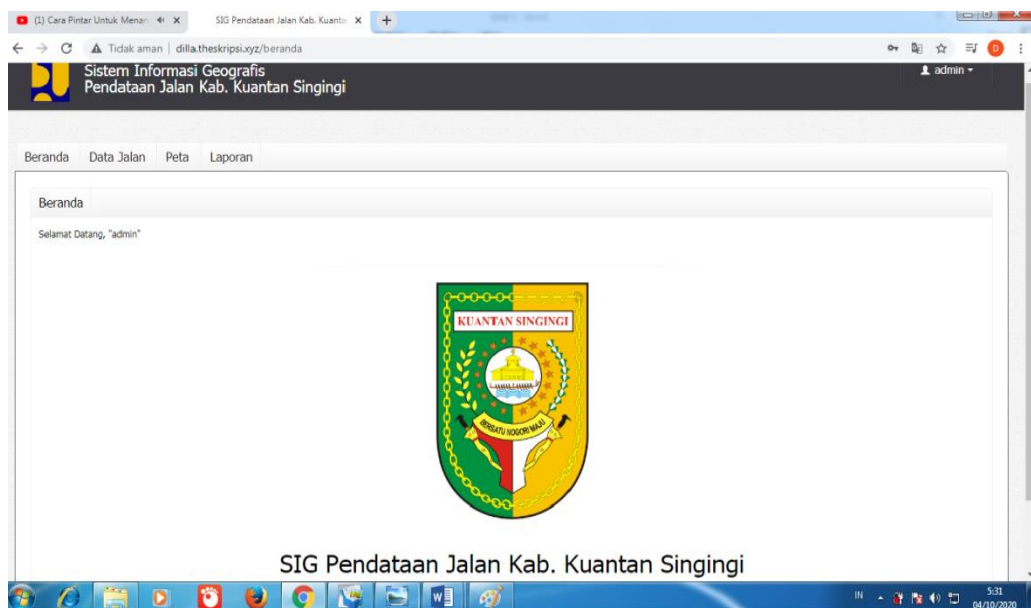 (1) Cara Pintar Untuk Menan
SIG Pendataan Jalan Kab. Kuanta
Tidak aman | dilla.theskripsi.xyz/beranda
Sistem Informasi Geografis
Pendataan Jalan Kab. Kuantan Singingi
admin
Beranda Data Jalan Peta Laporan
Beranda
Selamat Datang, "admin"
KUANTAN SINGINGI
BERSATU NOGORI MAJU
SIG Pendataan Jalan Kab. Kuantan Singingi
IN
5:31
04/10/2020